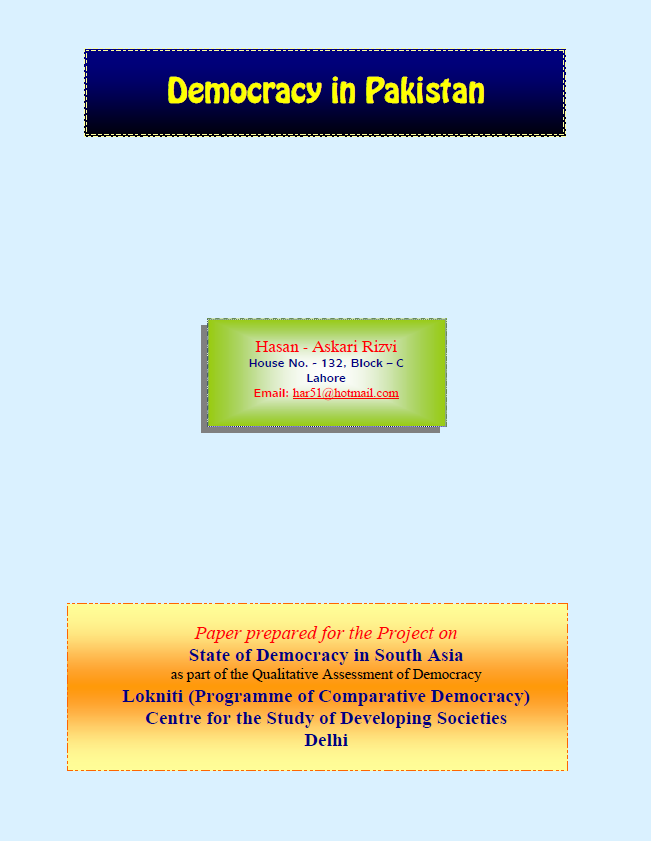 Democracy in Pakistan
Hasan - Askari Rizvi
House No. - 132, Block – C
Lahore
Email: har51@hotmail.com
Paper prepared for the Project on
State of Democracy in South Asia
as part of the Qualitative Assessment of Democracy
Lokniti (Programme of Comparative Democracy)
Centre for the Study of Developing Societies
Delhi